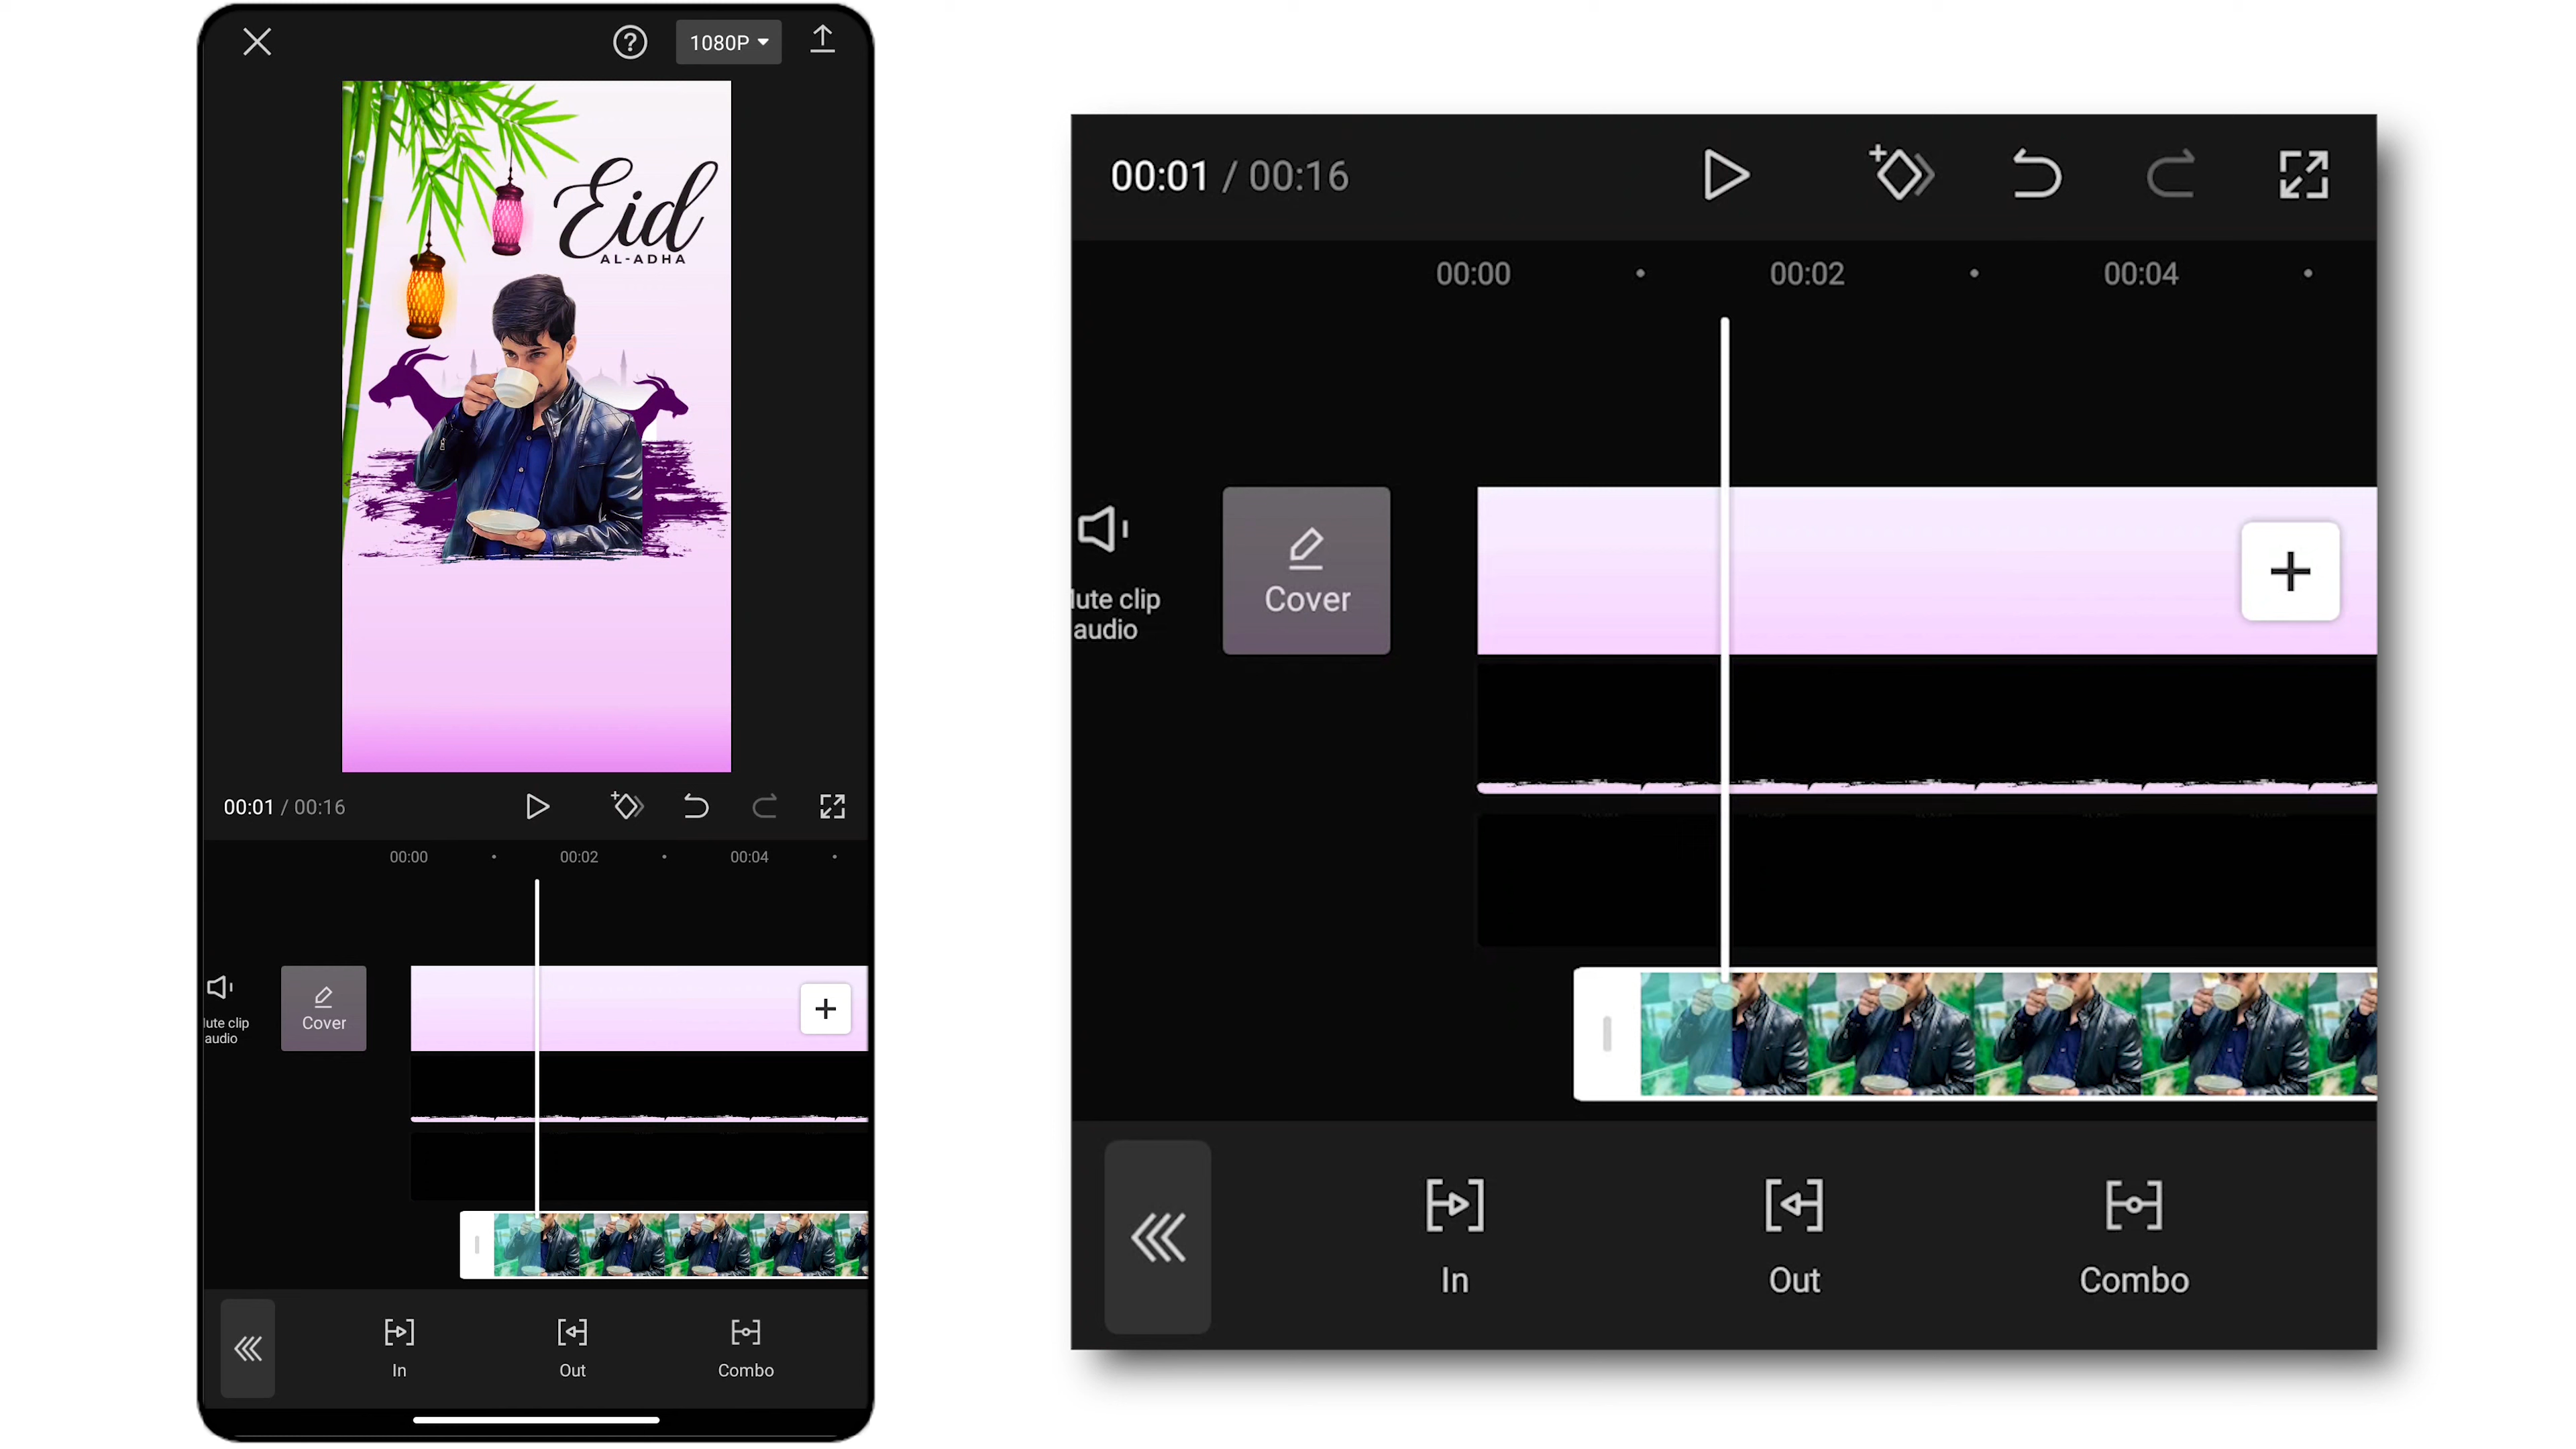 1080P
Eid
AL-ADHA
00:01 / 00:16
00:00
00:02
00:04
lute clip
audio
Cover
In
Out
Combo
00:01 / 00:16
00:00
00:02
00:04
lute clip
audio
Cover
In
Out
Combo